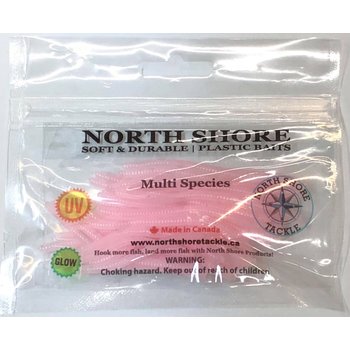 NORTH SHORE
SOFT & DURABLE | PLASTIC BAITS
Multi Species
UV
NORTH SHORE
TACKLE
Made in Canada
www.northshoretackle.ca
Hook more fish, land more fish with North Shore Products!
GLOW
WARNING:
Choking hazard. Keep out of reach of children.